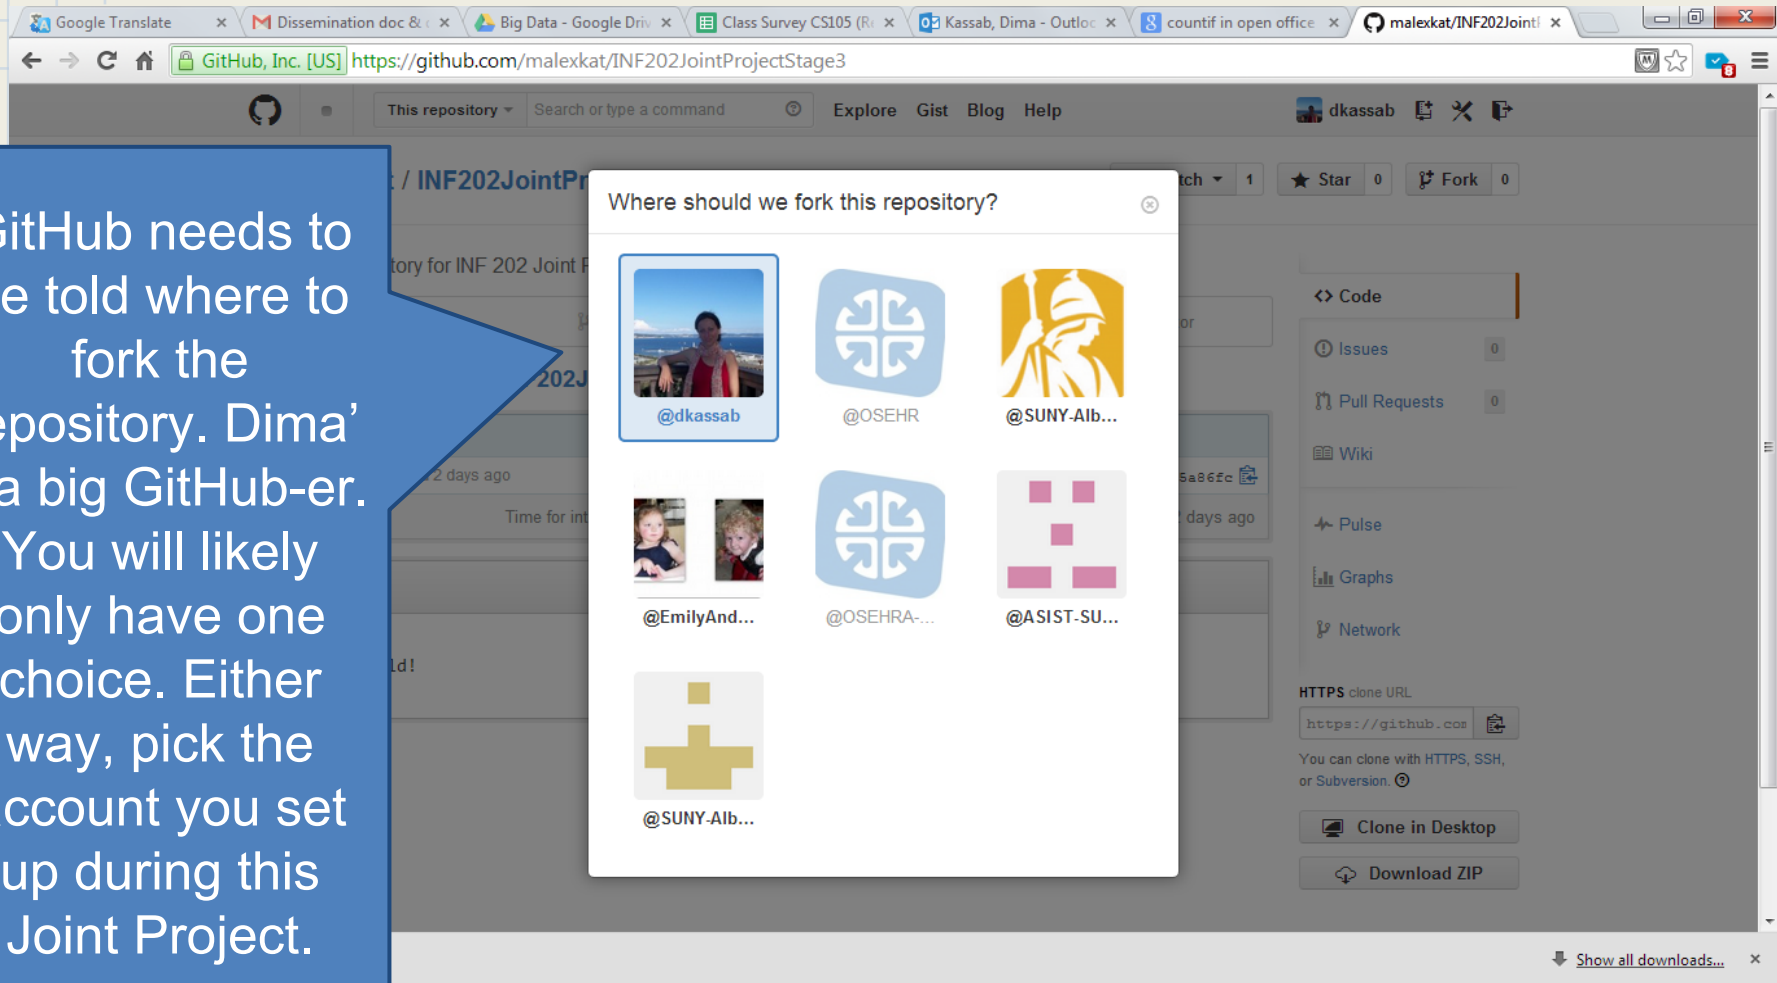 Google Translate
Dissemination doc &
Big Data - Google Driv
Class Survey CS105 (R
Kassab, Dima - Outloo
countif in open office
malexkat/INF202Joint
GitHub, Inc. [US] https://github.com/malexkat/INF202JointProjectStage3
This repository
Search or type a command
Explore Gist Blog Help
dkassab
/ INF202JointPr
tch 1
Star 0
Fork 0
tory for INF 202 Joint
or
202J
2 days ago
5a86fc
Time for int
days ago
ld!
GitHub needs to
e told where to
fork the
epository. Dima’
a big GitHub-er.
You will likely
only have one
choice. Either
way, pick the
ccount you set
up during this
Joint Project.
Where should we fork this repository?
@dkassab
@OSEHR
@SUNY-Alb...
@EmilyAnd...
@OSEHRA-...
@ASIST-SU...
@SUNY-Alb...
Code
Issues 0
Pull Requests 0
Wiki
Pulse
Graphs
Network
HTTPS clone URL
https://github.com
You can clone with HTTPS, SSH,
or Subversion.
Clone in Desktop
Download ZIP
Show all downloads...